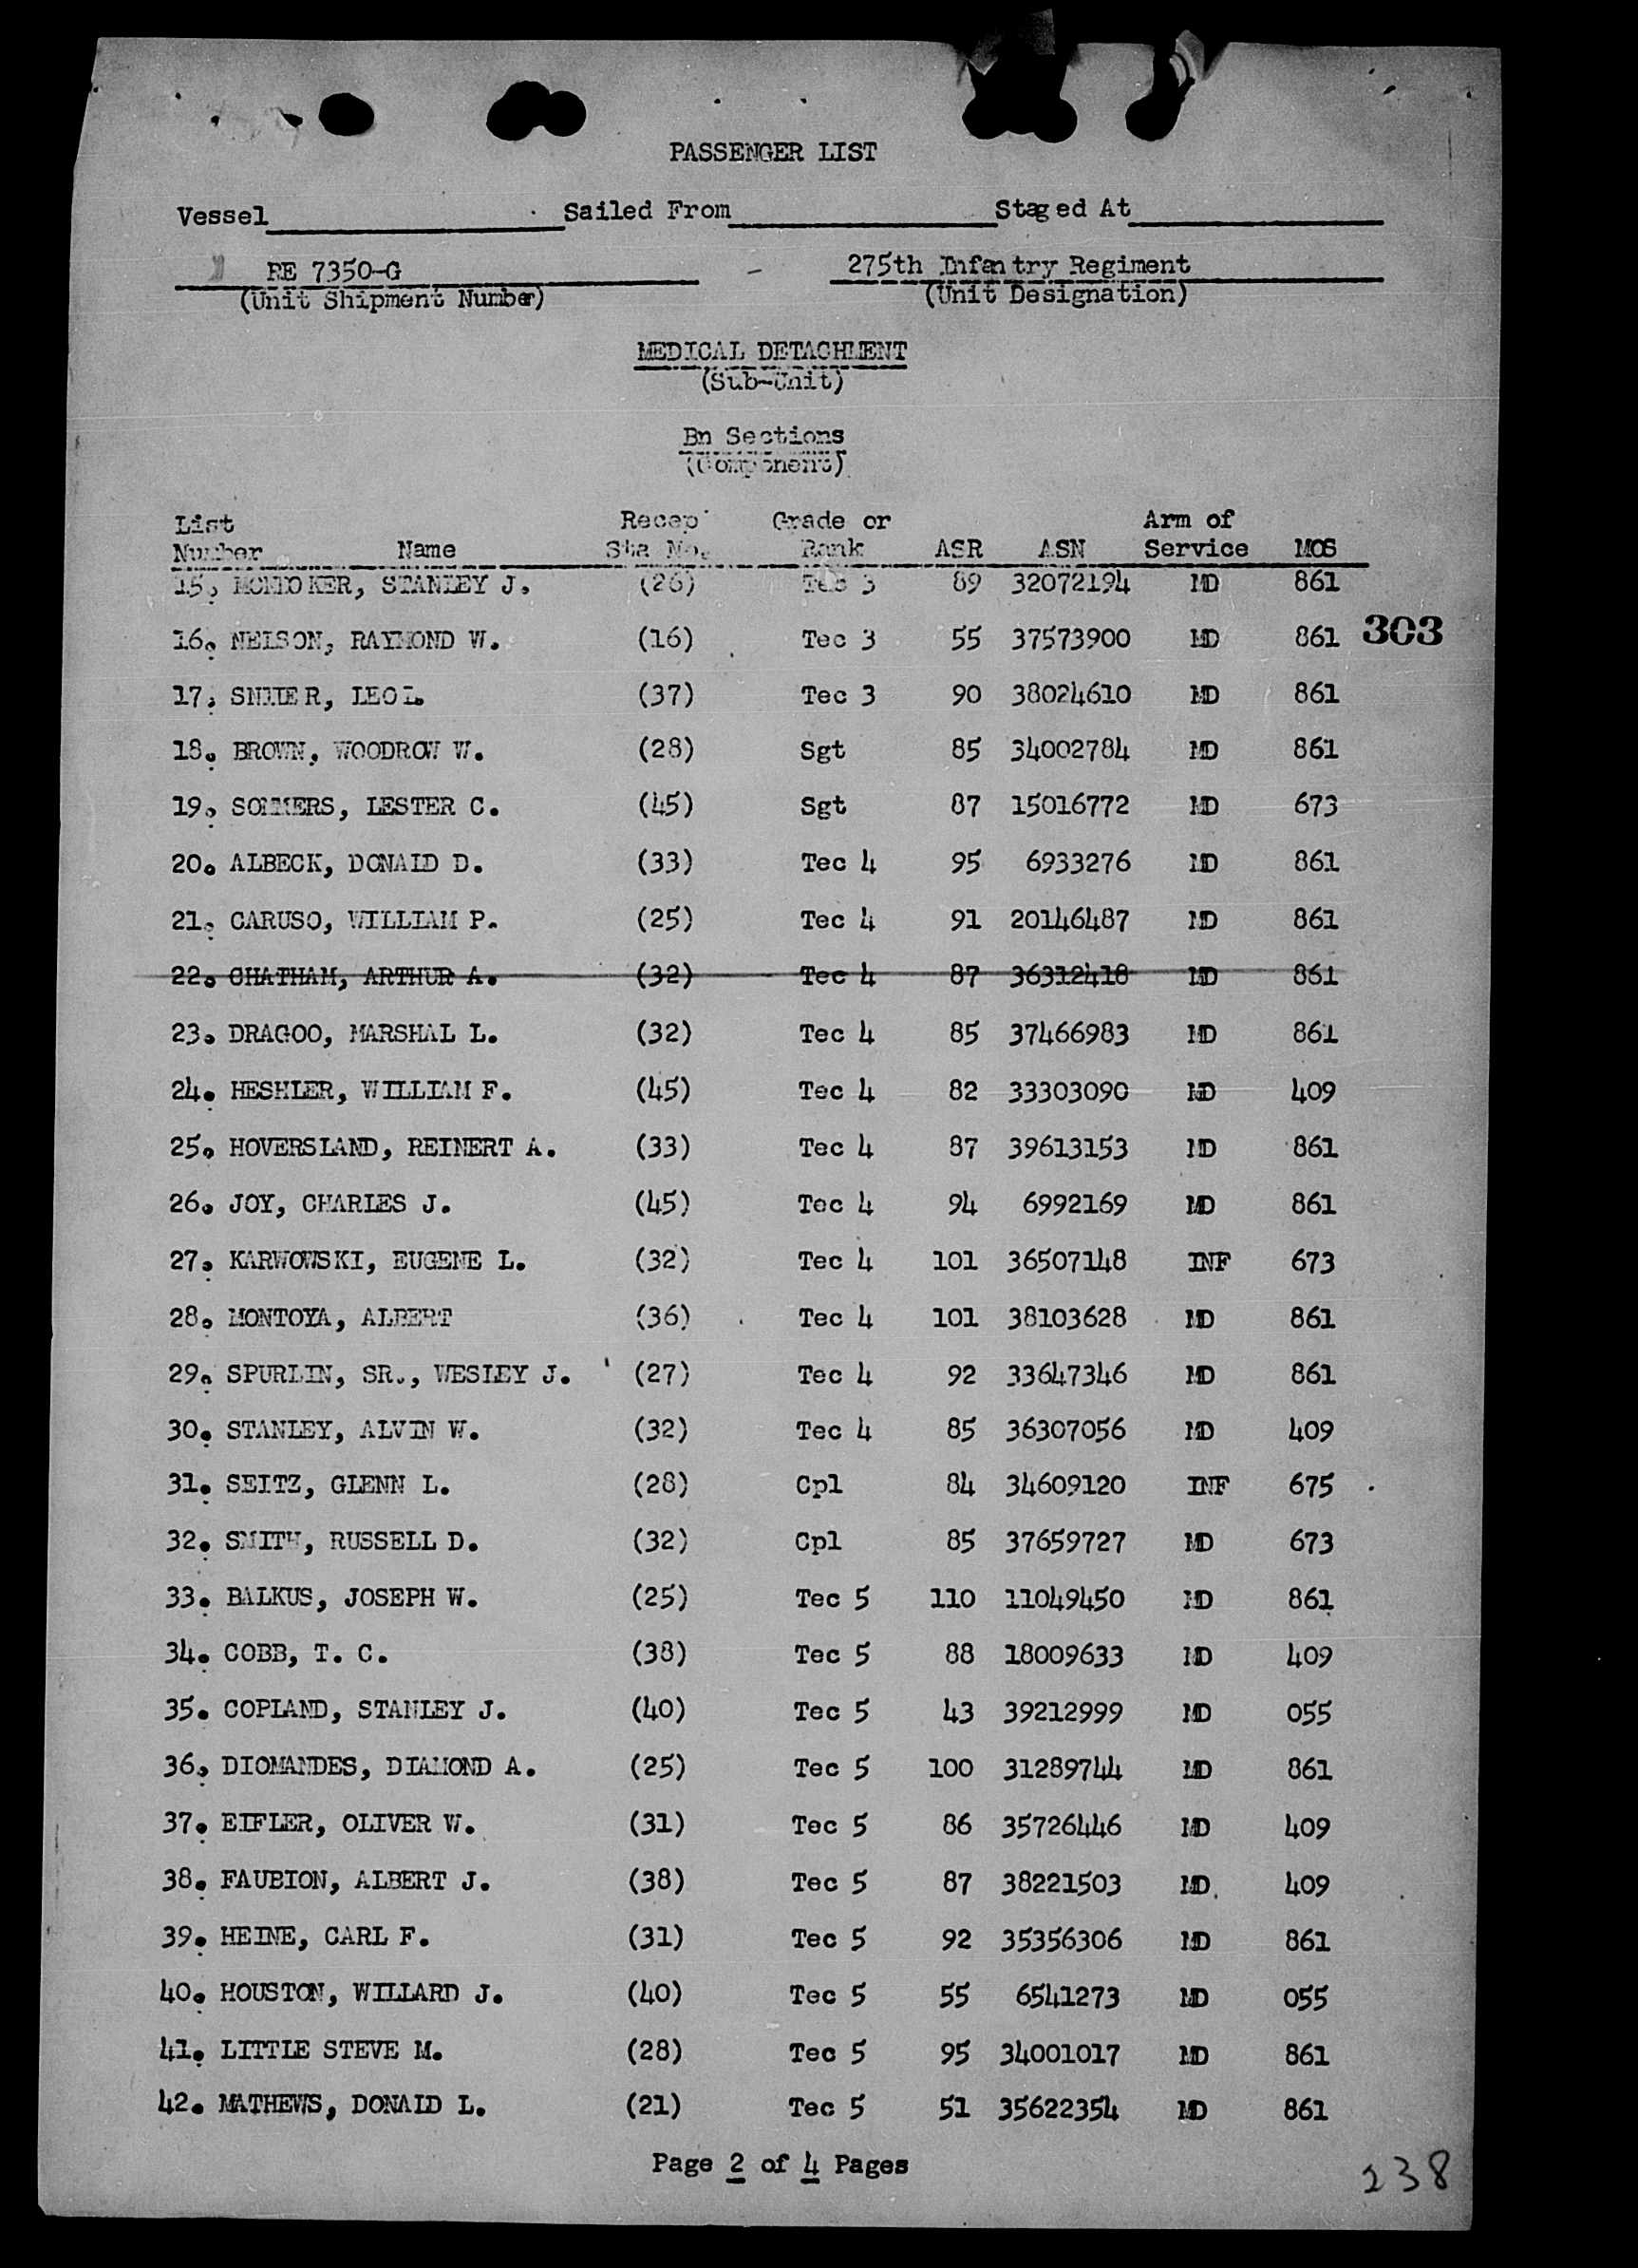 PASSENGER LIST
Vessel Sailed From Staged At
RE 7350-G 275th Infantry Regiment
(Unit Shipment Number) (Unit Designation)
MEDICAL DETACHMENT
(Sub-Unit)
Bn Sections
(Component)
List Recep Grade or Arm of
Number Name Sta No. Rank ASR ASN Service MOS
15. STANLEY J. (26) Tec 3 89 32072194 MD 861
303
16. NELSON, RAYMOND W. (16) Tec 3 55 37573900 MD 861
17. LEO L. (37) Tec 3 90 38024610 MD 861
18. BROWN, WOODROW W. (28) Sgt 85 34002784 MD 861
19. SOMMERS, LESTER C. (45) Sgt 87 15016772 MD 673
20. ALBECK, DONALD D. (33) Tec 4 95 6933276 MD 861
21. CARUSO, WILLIAM P. (25) Tec 4 91 20146487 MD 861
22. CHATHAM, ARTHUR A. (32) Tec 4 87 36312418 MD 861
23. DRAGOO, MARSHAL L. (32) Tec 4 85 37466983 MD 861
24. HESHLER, WILLIAM F. (45) Tec 4 82 33303090 MD 409
25. HOVERSLAND, REINERT A. (33) Tec 4 87 39613153 MD 861
26. JOY, CHARLES J. (45) Tec 4 94 6992169 MD 861
27. KARWOWSKI, EUGENE L. (32) Tec 4 101 36507148 INF 673
28. MONTOYA, ALBERT (36) Tec 4 101 38103628 MD 861
29. SPURLIN, SR., WESLEY J. (27) Tec 4 92 33647346 MD 861
30. STANLEY, ALVIN W. (32) Tec 4 85 36307056 MD 409
31. SEITZ, GLENN L. (28) Cpl 84 34609120 INF 675
32. SMITH, RUSSELL D. (32) Cpl 85 37659727 MD 673
33. BALKUS, JOSEPH W. (25) Tec 5 110 11049450 MD 861
34. COBB, T. C. (38) Tec 5 88 18009633 MD 409
35. COPLAND, STANLEY J. (40) Tec 5 43 39212999 MD 055
36. DIOMANDES, DIAMOND A. (25) Tec 5 100 31289744 MD 861
37. EIFLER, OLIVER W. (31) Tec 5 86 35726446 MD 409
38. FAUBION, ALBERT J. (38) Tec 5 87 38221503 MD 409
39. HEINE, CARL F. (31) Tec 5 92 35356306 MD 861
40. HOUSTON, WILLARD J. (40) Tec 5 55 6541273 MD 055
41. LITTLE STEVE M. (28) Tec 5 95 34001017 MD 861
42. MATHEWS, DONALD L. (21) Tec 5 51 35622354 MD 861
Page 2 of 4 Pages
238